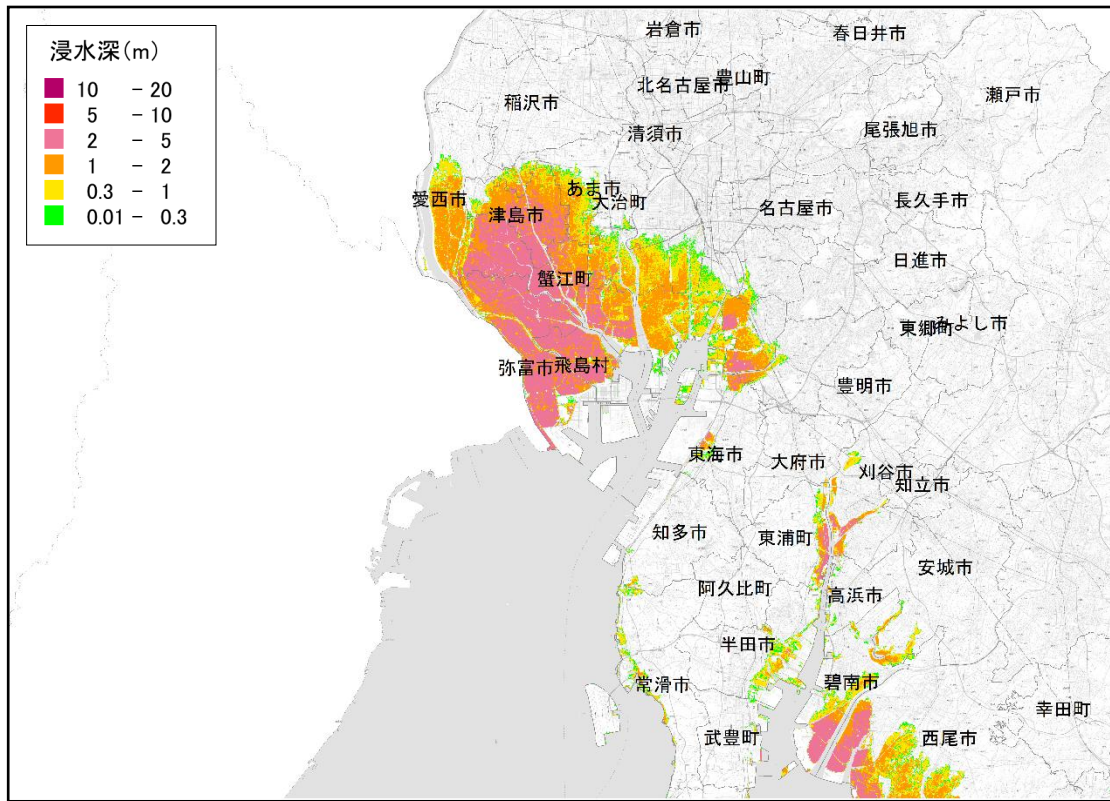 浸水深(m)
10 - 20
5 - 10
2 - 5
1 - 2
0.3 - 1
0.01 - 0.3
岩倉市
春日井市
北名古屋市
豊山町
瀬戸市
稲沢市
清須市
尾張旭市
愛西市
津島市
あま市
大治町
名古屋市
長久手市
日進市
蟹江町
東郷町
みよし市
弥富市
飛島村
豊明市
東海市
大府市
刈谷市
知立市
知多市
東浦町
安城市
阿久比町
高浜市
半田市
常滑市
碧南市
武豊町
西尾市
幸田町